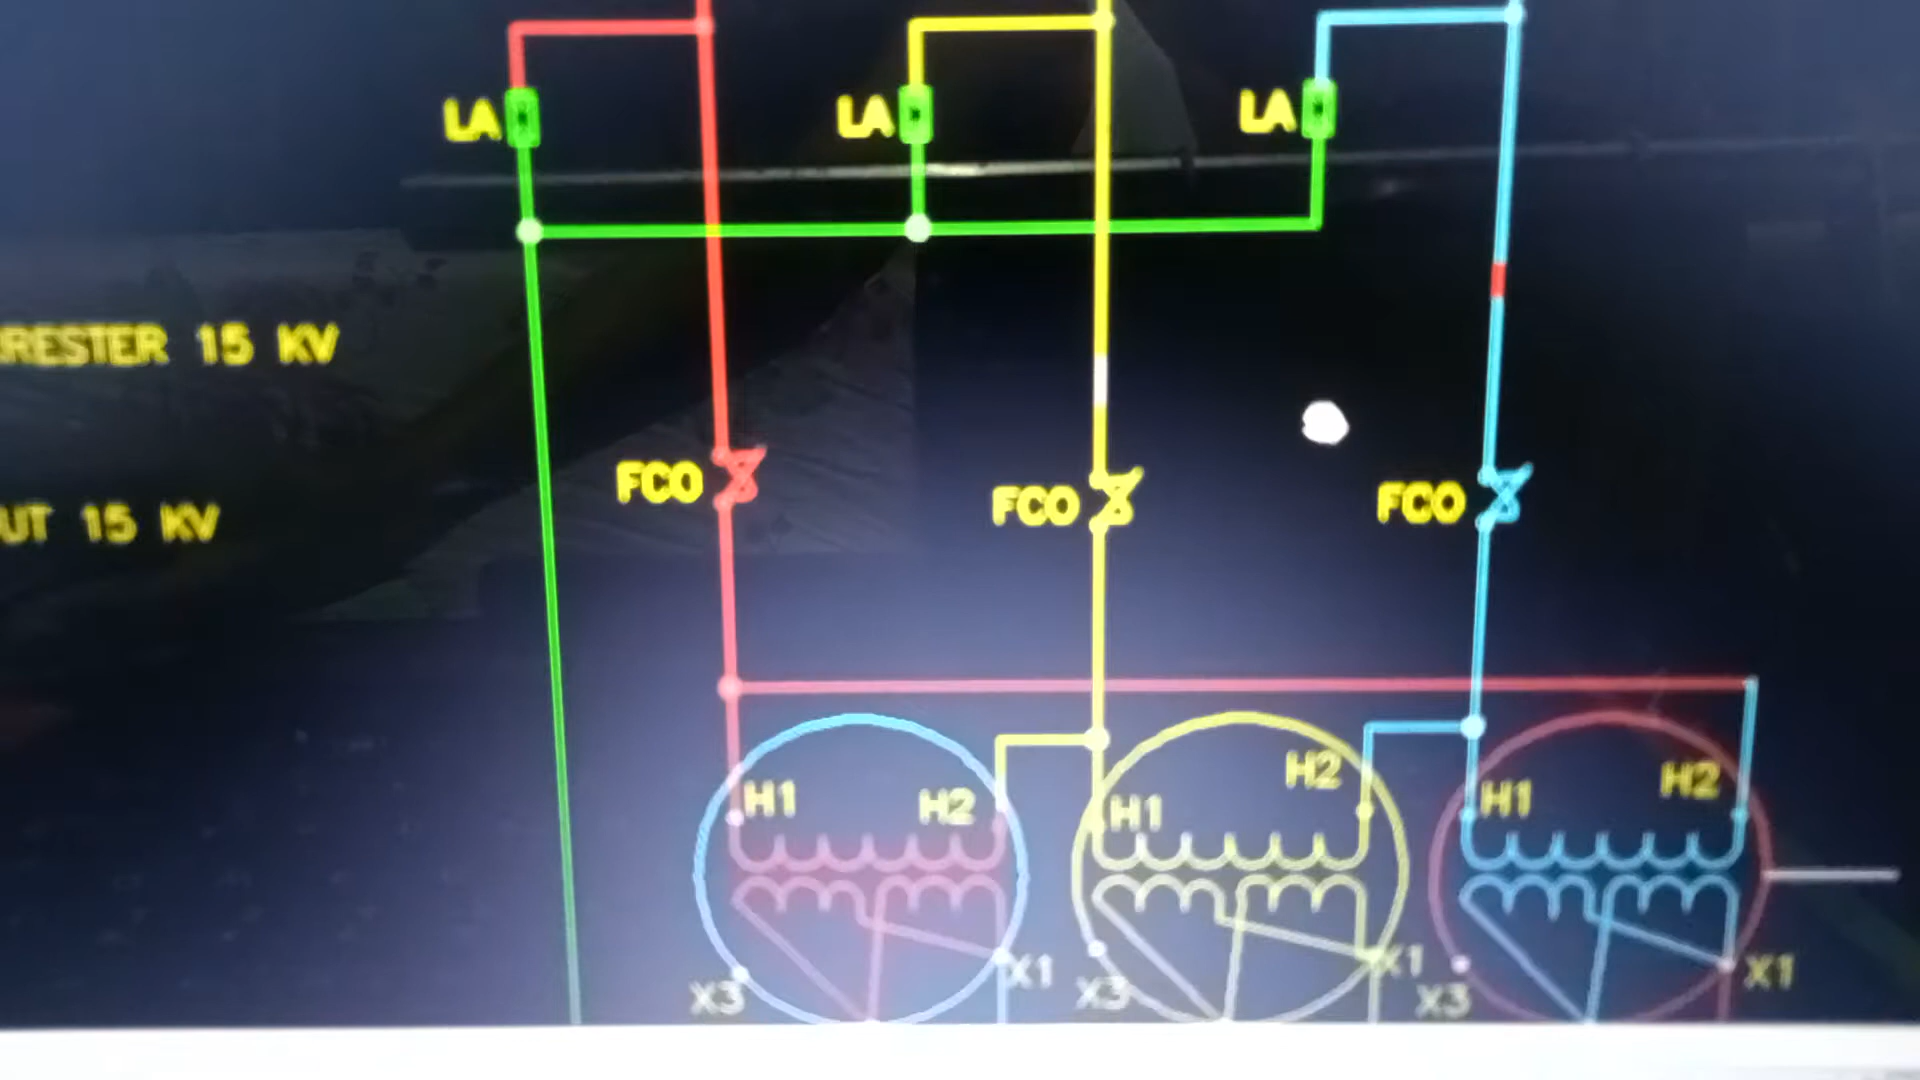 LA
LA
LA
RESTER 15 KV
FCO
FCO
FCO
UT 15 KV
H1
H2
H1
H2
H1
H2
X3
X1
X3
X1
X3
X1